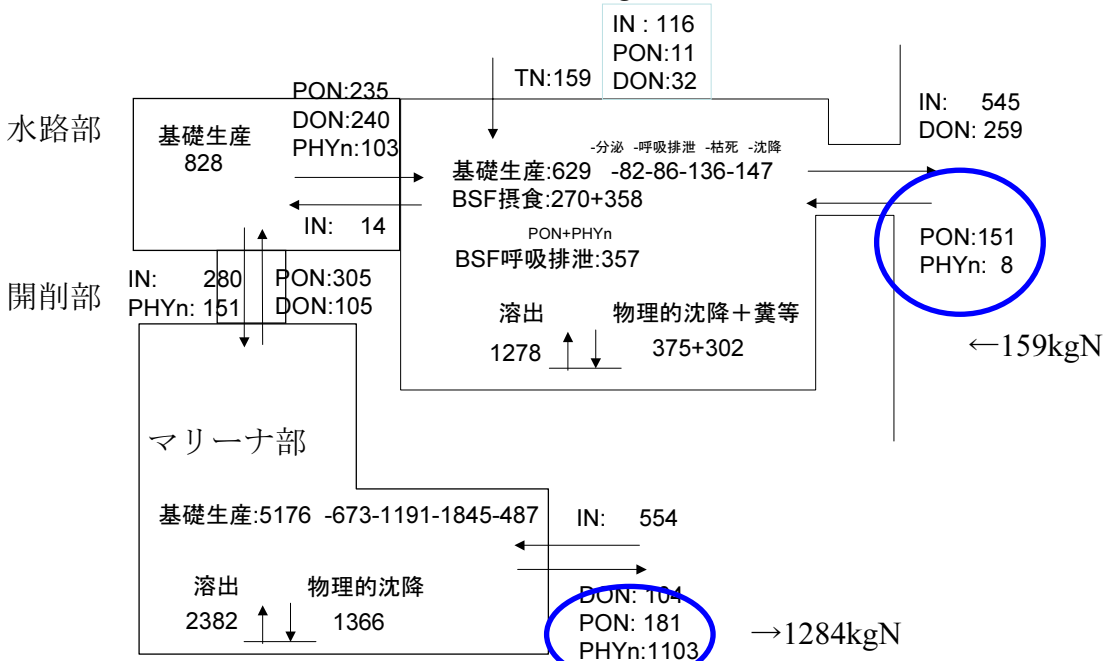 IN : 116
PON:11
DON:32
TN:159
PON:235
DON:240
PHYn:103
水路部
基礎生産
828
IN: 14
-分泌 -呼吸排泄 -枯死 -沈降
基礎生産:629 -82-86-136-147
BSF摂食:270+358
PON+PHYn
BSF呼吸排泄:357
IN: 545
DON: 259
PON:151
PHYn: 8
←159kgN
開削部
IN: 280
PHYn: 151
PON:305
DON:105
溶出
1278
物理的沈降＋糞等
375+302
マリーナ部
基礎生産:5176 -673-1191-1845-487
IN: 554
溶出
2382
物理的沈降
1366
DON: 104
PON: 181
PHYn:1103
→1284kgN